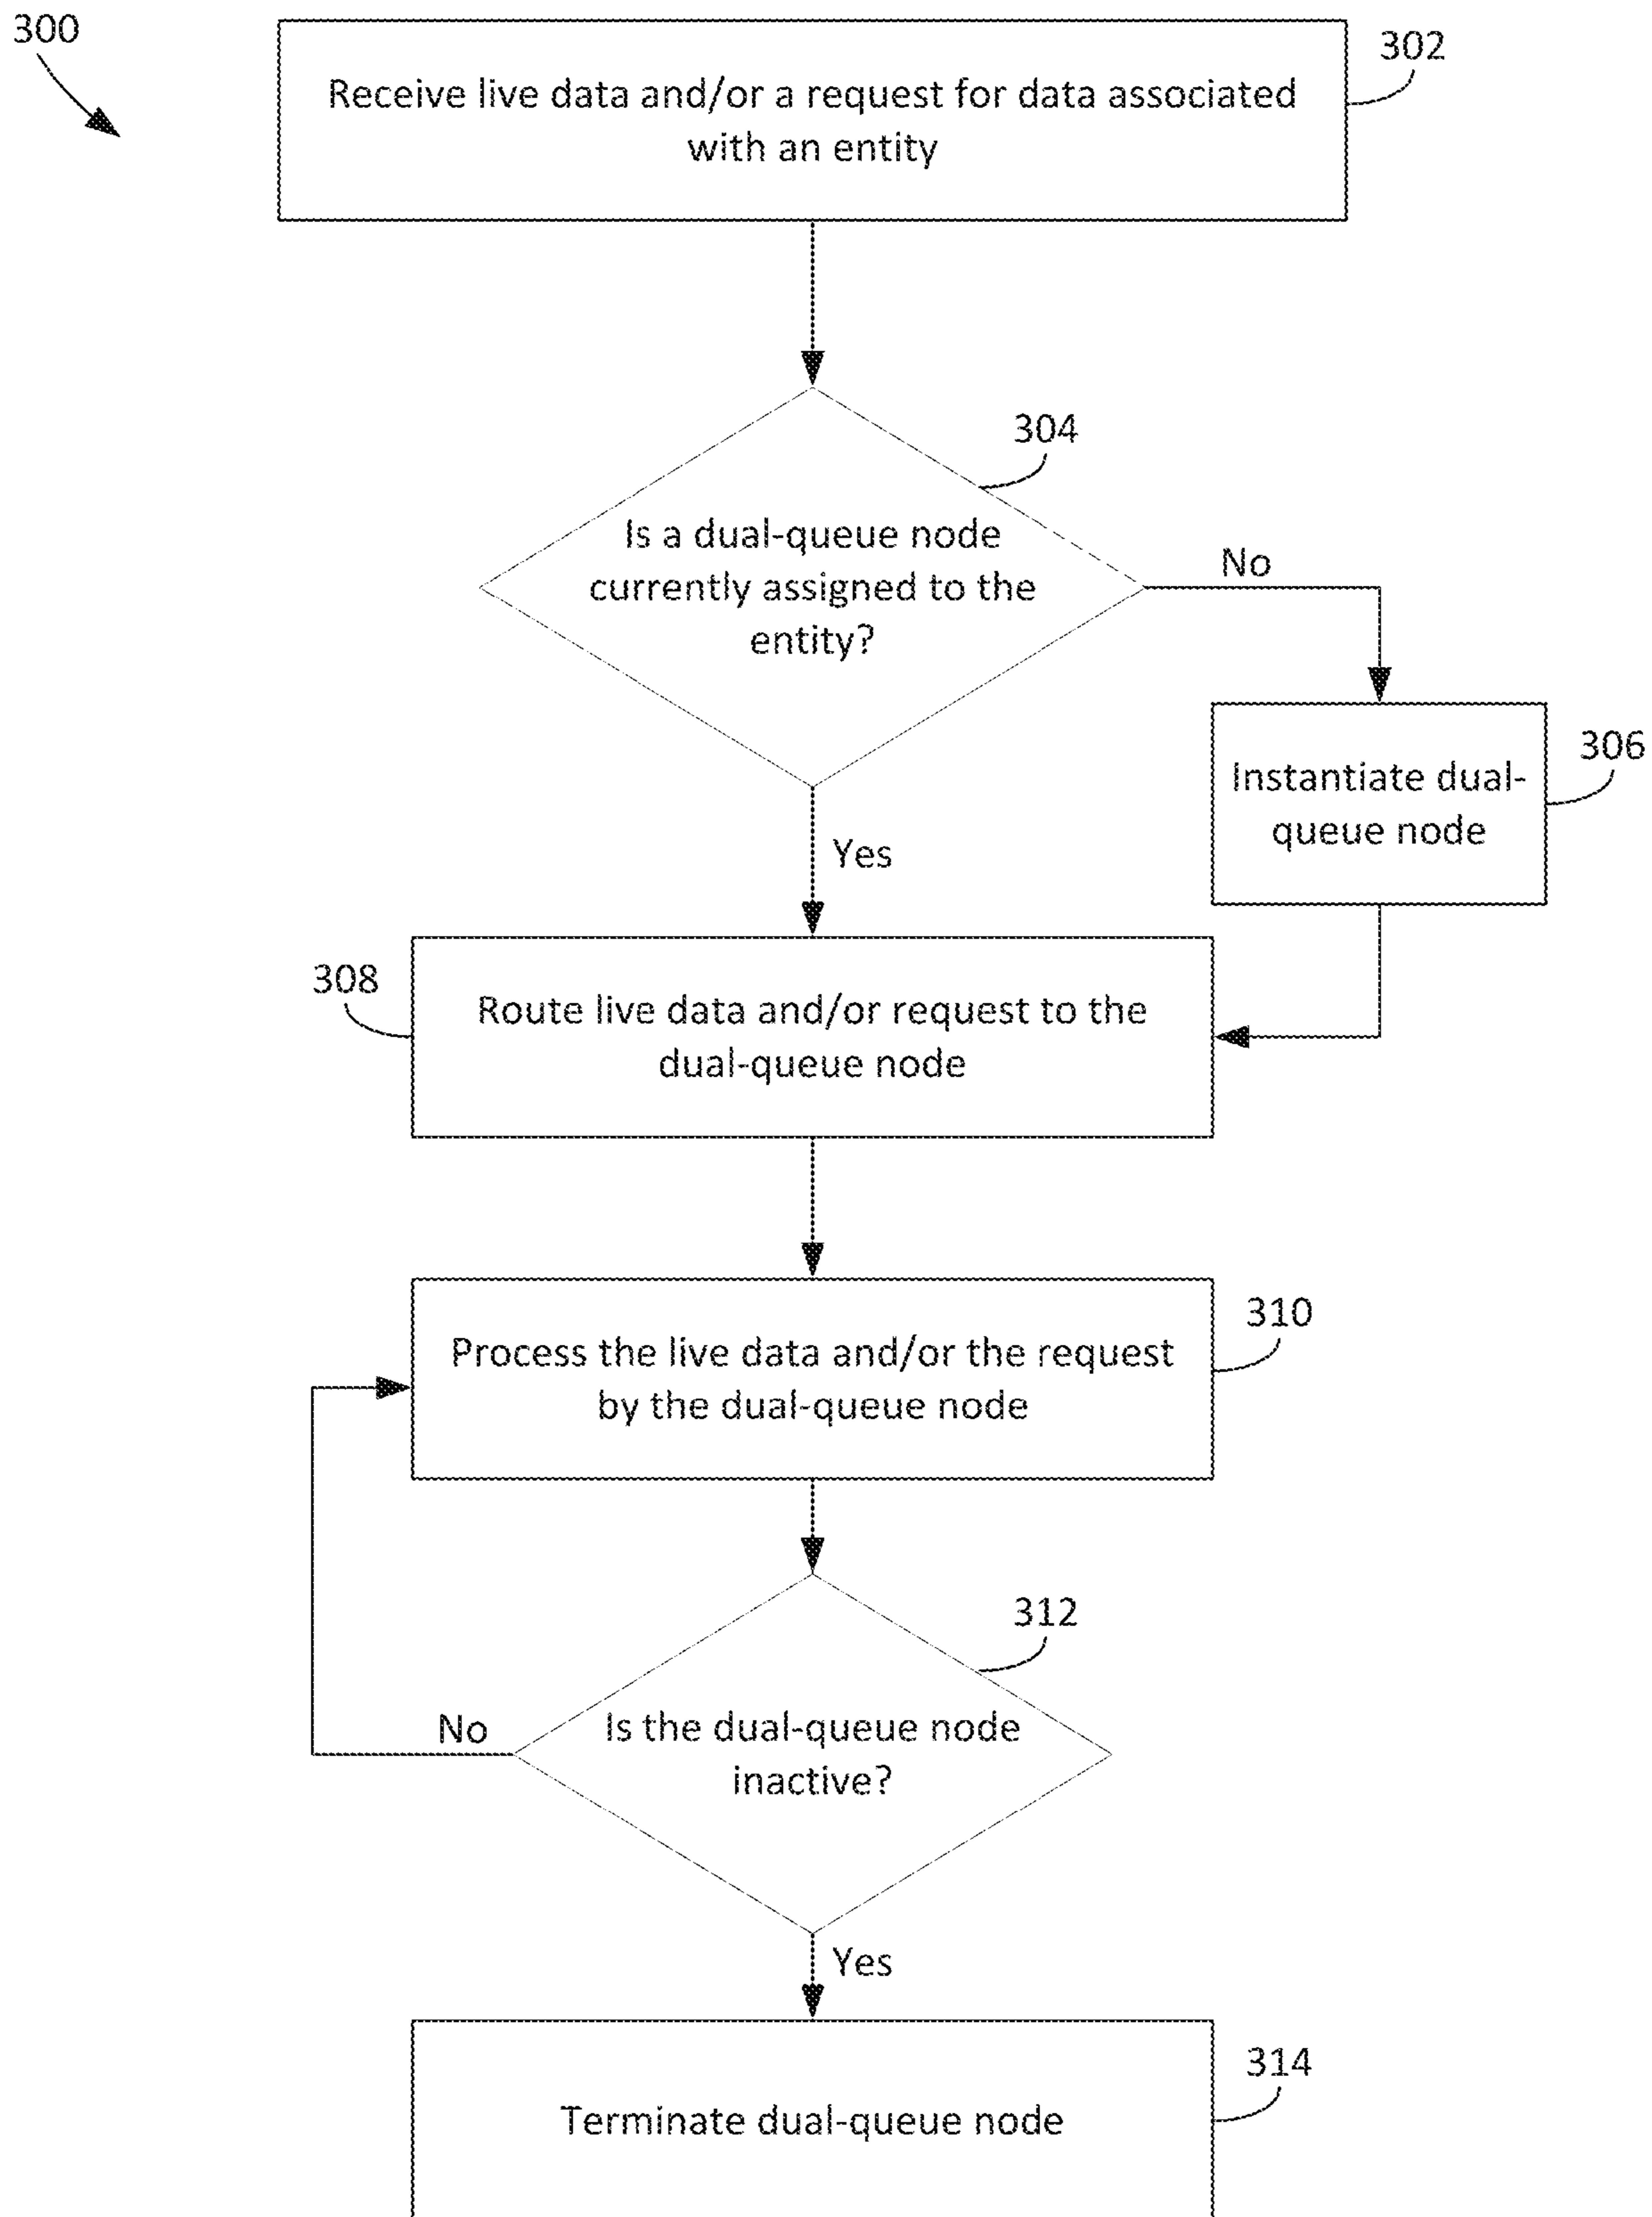 300
302
Receive live data and/or a request for data associated
with an entity
304
Is a dual-queue node
currently assigned to the
entity?
No
306
Instantiate dual-
queue node
Yes
308
Route live data and/or request to the
dual-queue node
310
Process the live data and/or the request
by the dual-queue node
312
No
Is the dual-queue node
inactive?
Yes
314
Terminate dual-queue node